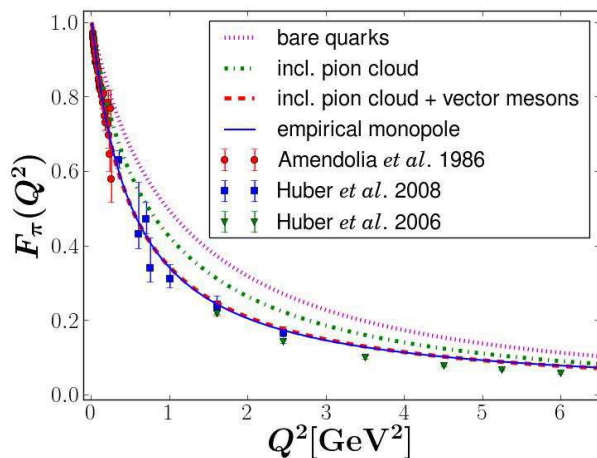 1.0
0.8
0.6
0.4
0.2
0.0
F_π(Q²)
bare quarks
incl. pion cloud
incl. pion cloud + vector mesons
empirical monopole
Amendolia et al. 1986
Huber et al. 2008
Huber et al. 2006
0 1 2 3 4 5 6
Q²[GeV²]